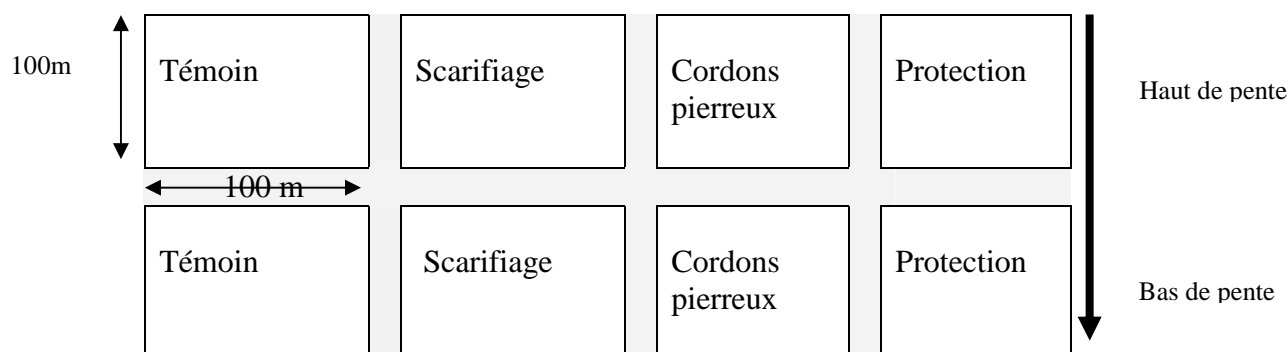 100m
Témoin
Scarifiage
Cordons
pierreux
Protection
Haut de pente
100 m
Témoin
Scarifiage
Cordons
pierreux
Protection
Bas de pente